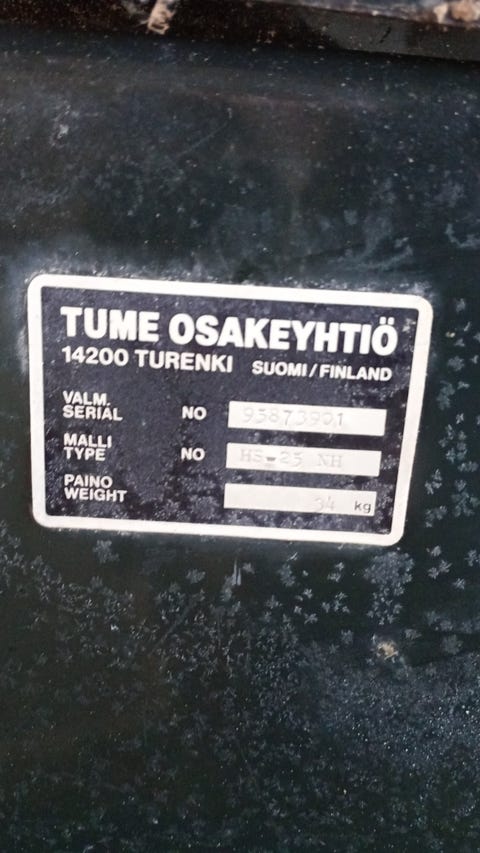 TUME OSAKEYHTIÖ
14200 TURENKI SUOMI/FINLAND
VALM.
SERIAL NO 95873991
MALLI
TYPE NO HS-25 NH
PAINO
WEIGHT 34 kg